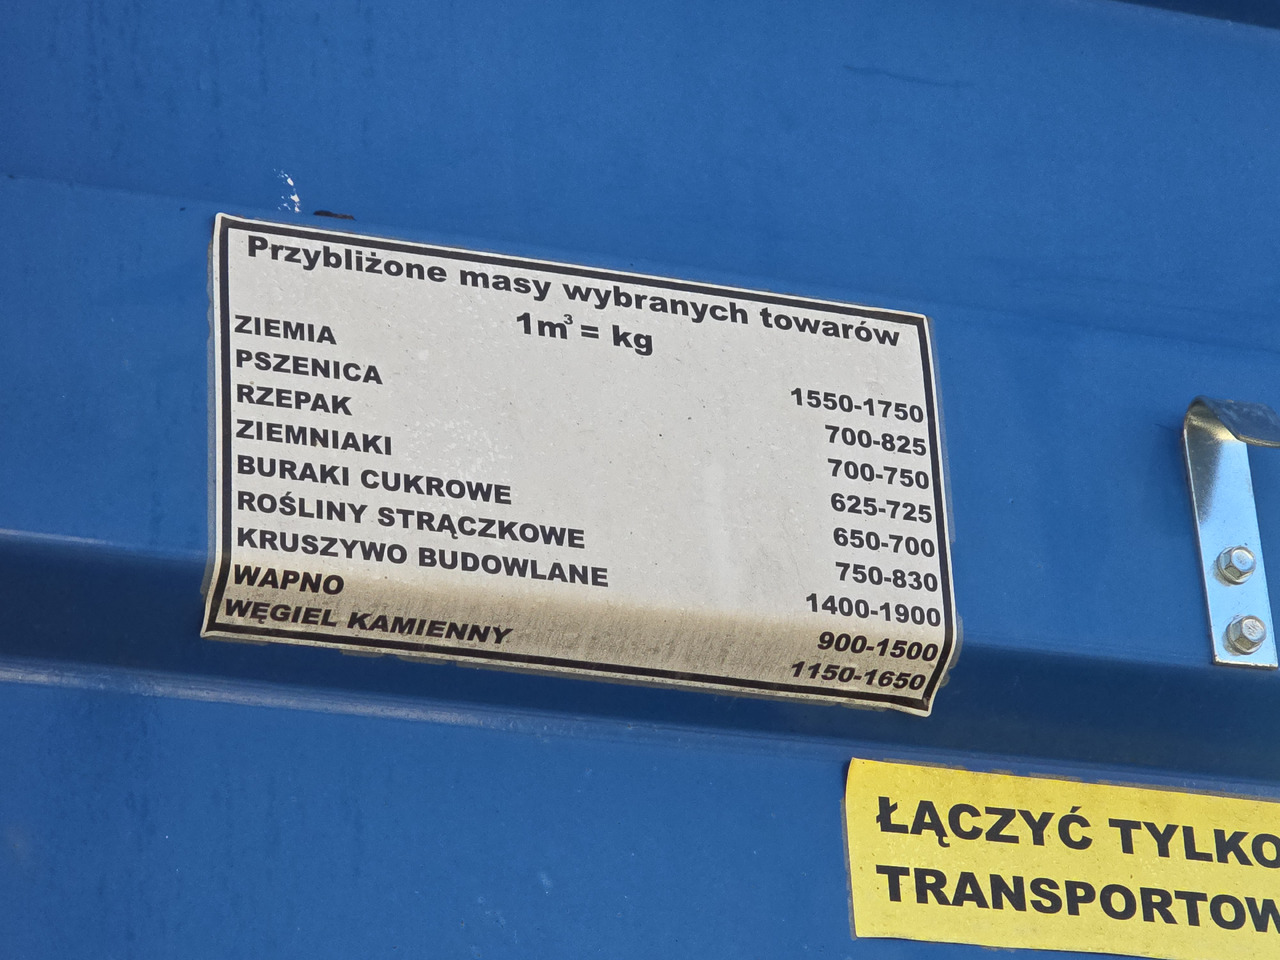 Przybliżone masy wybranych towarów
1m³ = kg
ZIEMIA 1550-1750
PSZENICA 700-825
RZEPAK 700-750
ZIEMNIAKI 625-725
BURAKI CUKROWE 650-700
ROŚLINY STRĄCZKOWE 750-830
KRUSZYWO BUDOWLANE 1400-1900
WAPNO 900-1500
WĘGIEL KAMIENNY 1150-1650
ŁĄCZYĆ TYLKO
TRANSPORTOW